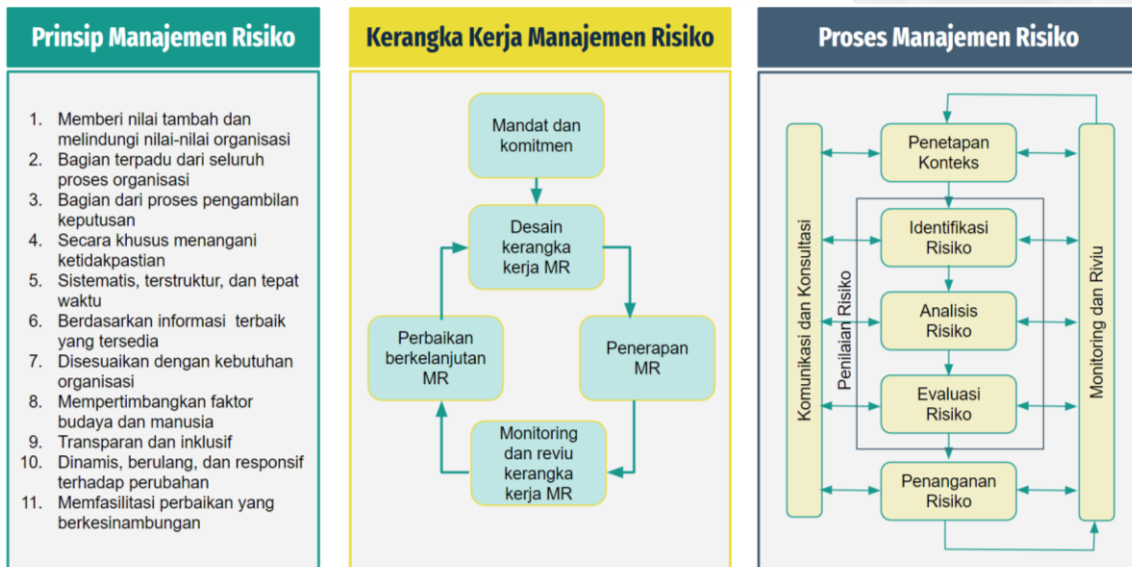 Prinsip Manajemen Risiko
1. Memberi nilai tambah dan
melindungi nilai-nilai organisasi
2. Bagian terpadu dari seluruh
proses organisasi
3. Bagian dari proses pengambilan
keputusan
4. Secara khusus menangani
ketidakpastian
5. Sistematis, terstruktur, dan tepat
waktu
6. Berdasarkan informasi terbaik
yang tersedia
7. Disesuaikan dengan kebutuhan
organisasi
8. Mempertimbangkan faktor
budaya dan manusia
9. Transparan dan inklusif
10. Dinamis, berulang, dan responsif
terhadap perubahan
11. Memfasilitasi perbaikan yang
berkesinambungan
Kerangka Kerja Manajemen Risiko
Mandat dan
komitmen
Desain
kerangka
kerja MR
Perbaikan
berkelanjutan
MR
Penerapan
MR
Monitoring
dan reviu
kerangka
kerja MR
Proses Manajemen Risiko
Komunikasi dan Konsultasi
Penetapan
Konteks
Penilaian Risiko
Identifikasi
Risiko
Analisis
Risiko
Evaluasi
Risiko
Penanganan
Risiko
Monitoring dan Riviu